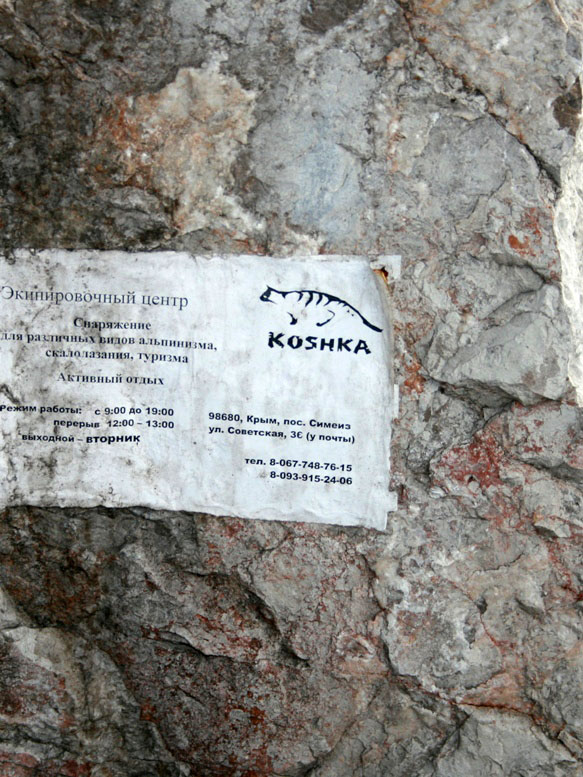 Экипировочный центр
Снаряжение
для различных видов альпинизма,
скалолазания, туризма
Активный отдых
Режим работы: с 9:00 до 19:00
перерыв 12:00 – 13:00
выходной – вторник
KOSHKA
98680, Крым, пос. Симеиз
ул. Советская, 3Є (у почты)
тел. 8-067-748-76-15
8-093-915-24-06